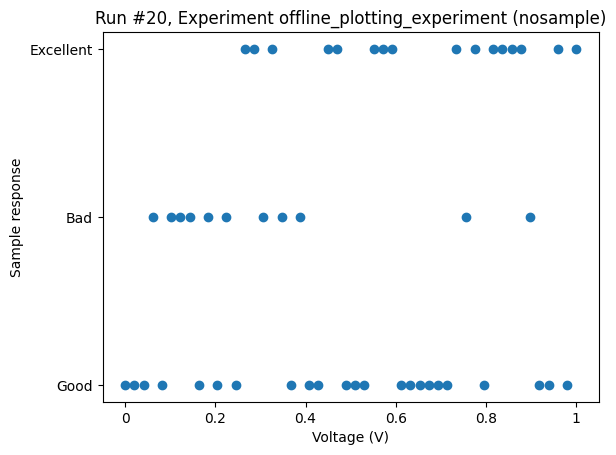 Run #20, Experiment offline_plotting_experiment (nosample)
Excellent
Bad
Good
Sample response
0 0.2 0.4 0.6 0.8 1
Voltage (V)